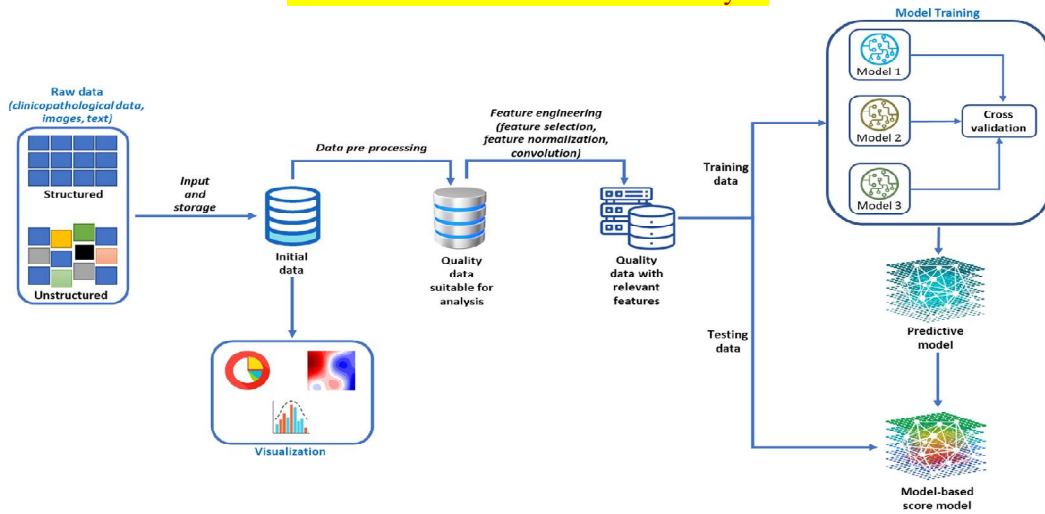 Raw data
(clinicopathological data,
images, text)
Structured
Unstructured
Input
and
storage
Initial
data
Visualization
Data pre-processing
Quality
data
suitable for
analysis
Feature engineering
(feature selection,
feature normalization,
convolution)
Quality
data with
relevant
features
Training
data
Testing
data
Model Training
Model 1
Model 2
Model 3
Cross
validation
Predictive
model
Model-based
score model